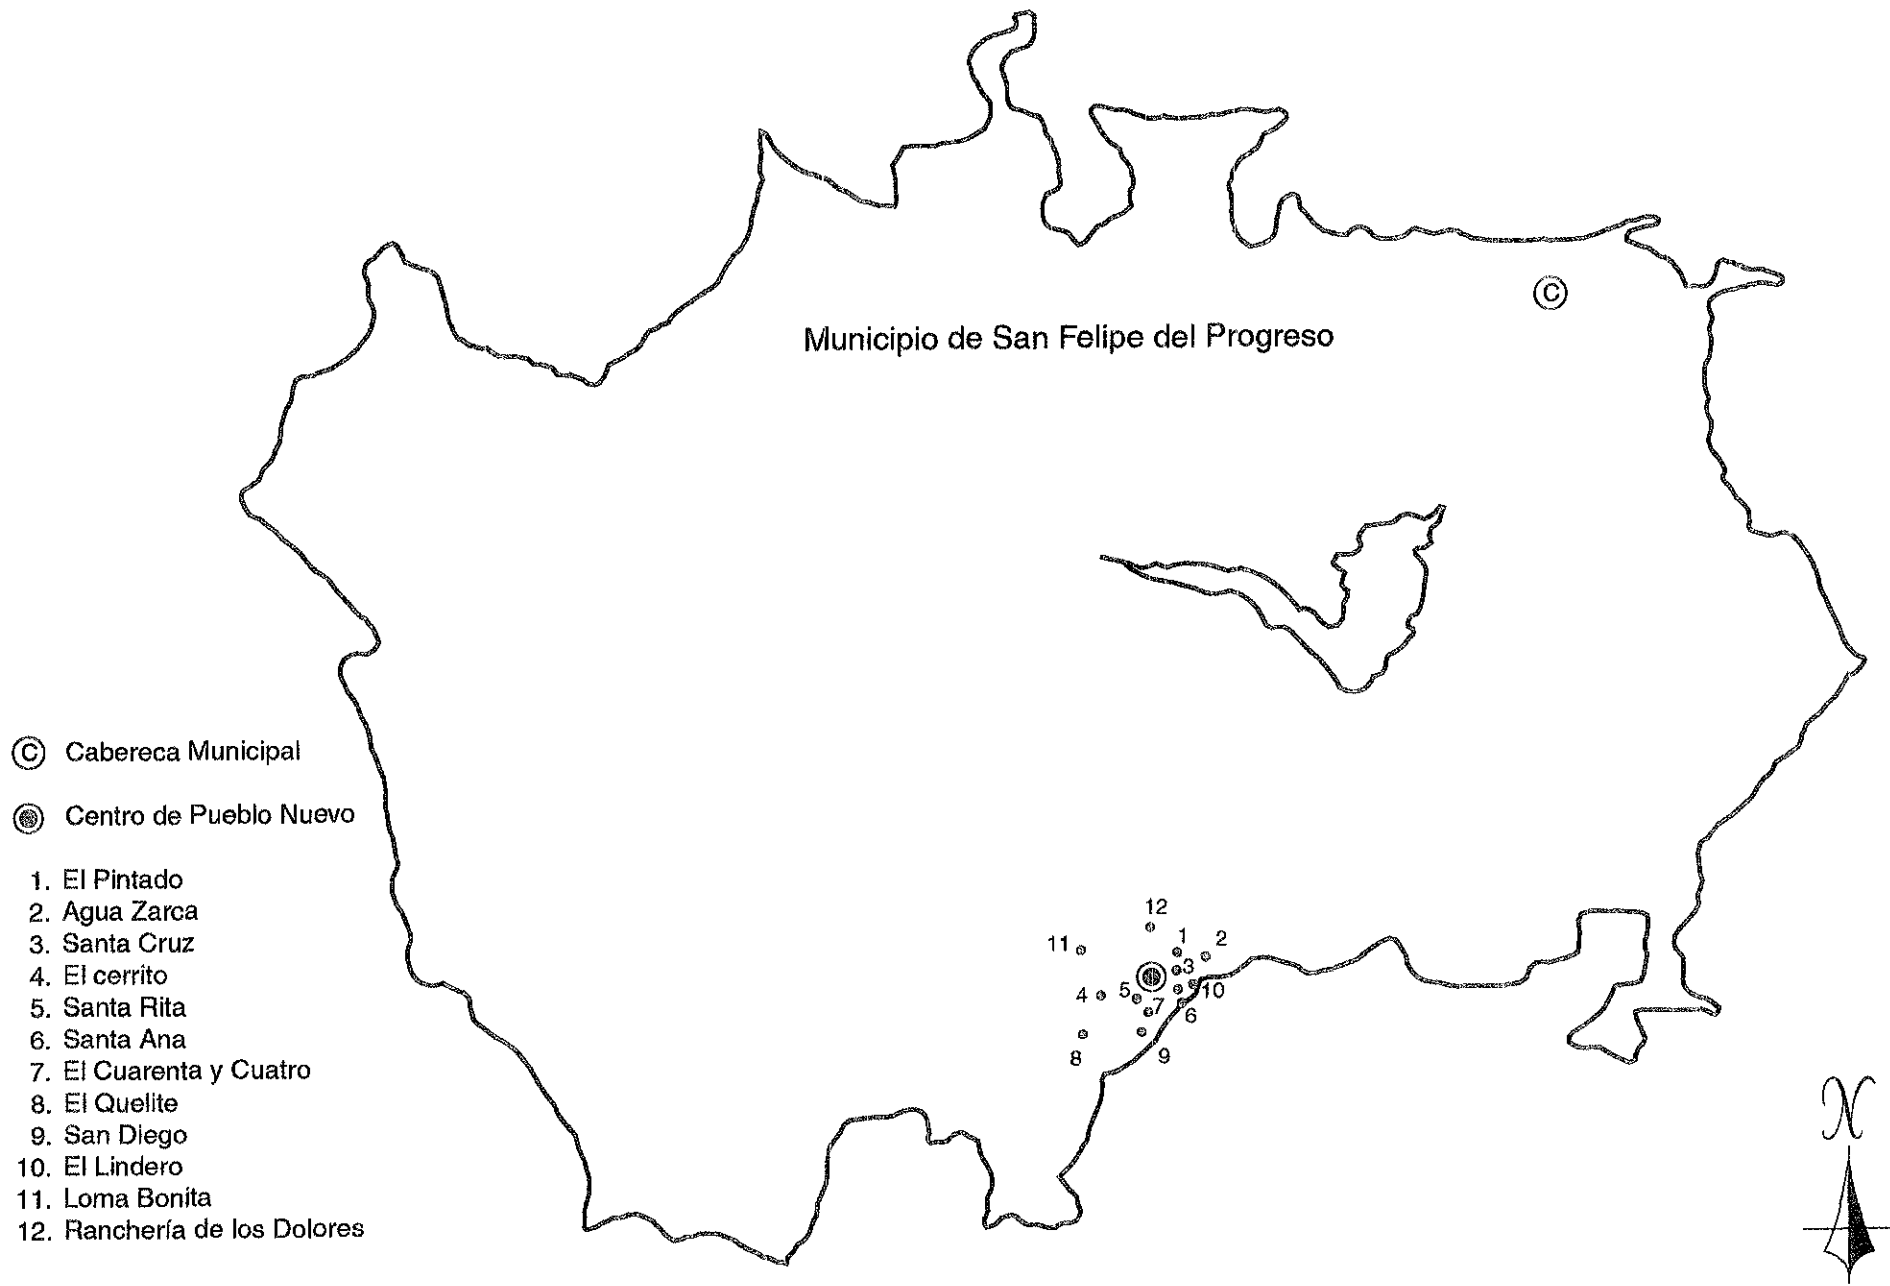 C
Municipio de San Felipe del Progreso
C Cabereca Municipal
Centro de Pueblo Nuevo
1. El Pintado
2. Agua Zarca
3. Santa Cruz
4. El cerrito
5. Santa Rita
6. Santa Ana
7. El Cuarenta y Cuatro
8. El Quelite
9. San Diego
10. El Lindero
11. Loma Bonita
12. Ranchería de los Dolores
12
11
1
2
3
4
5
10
7
6
8
9
N